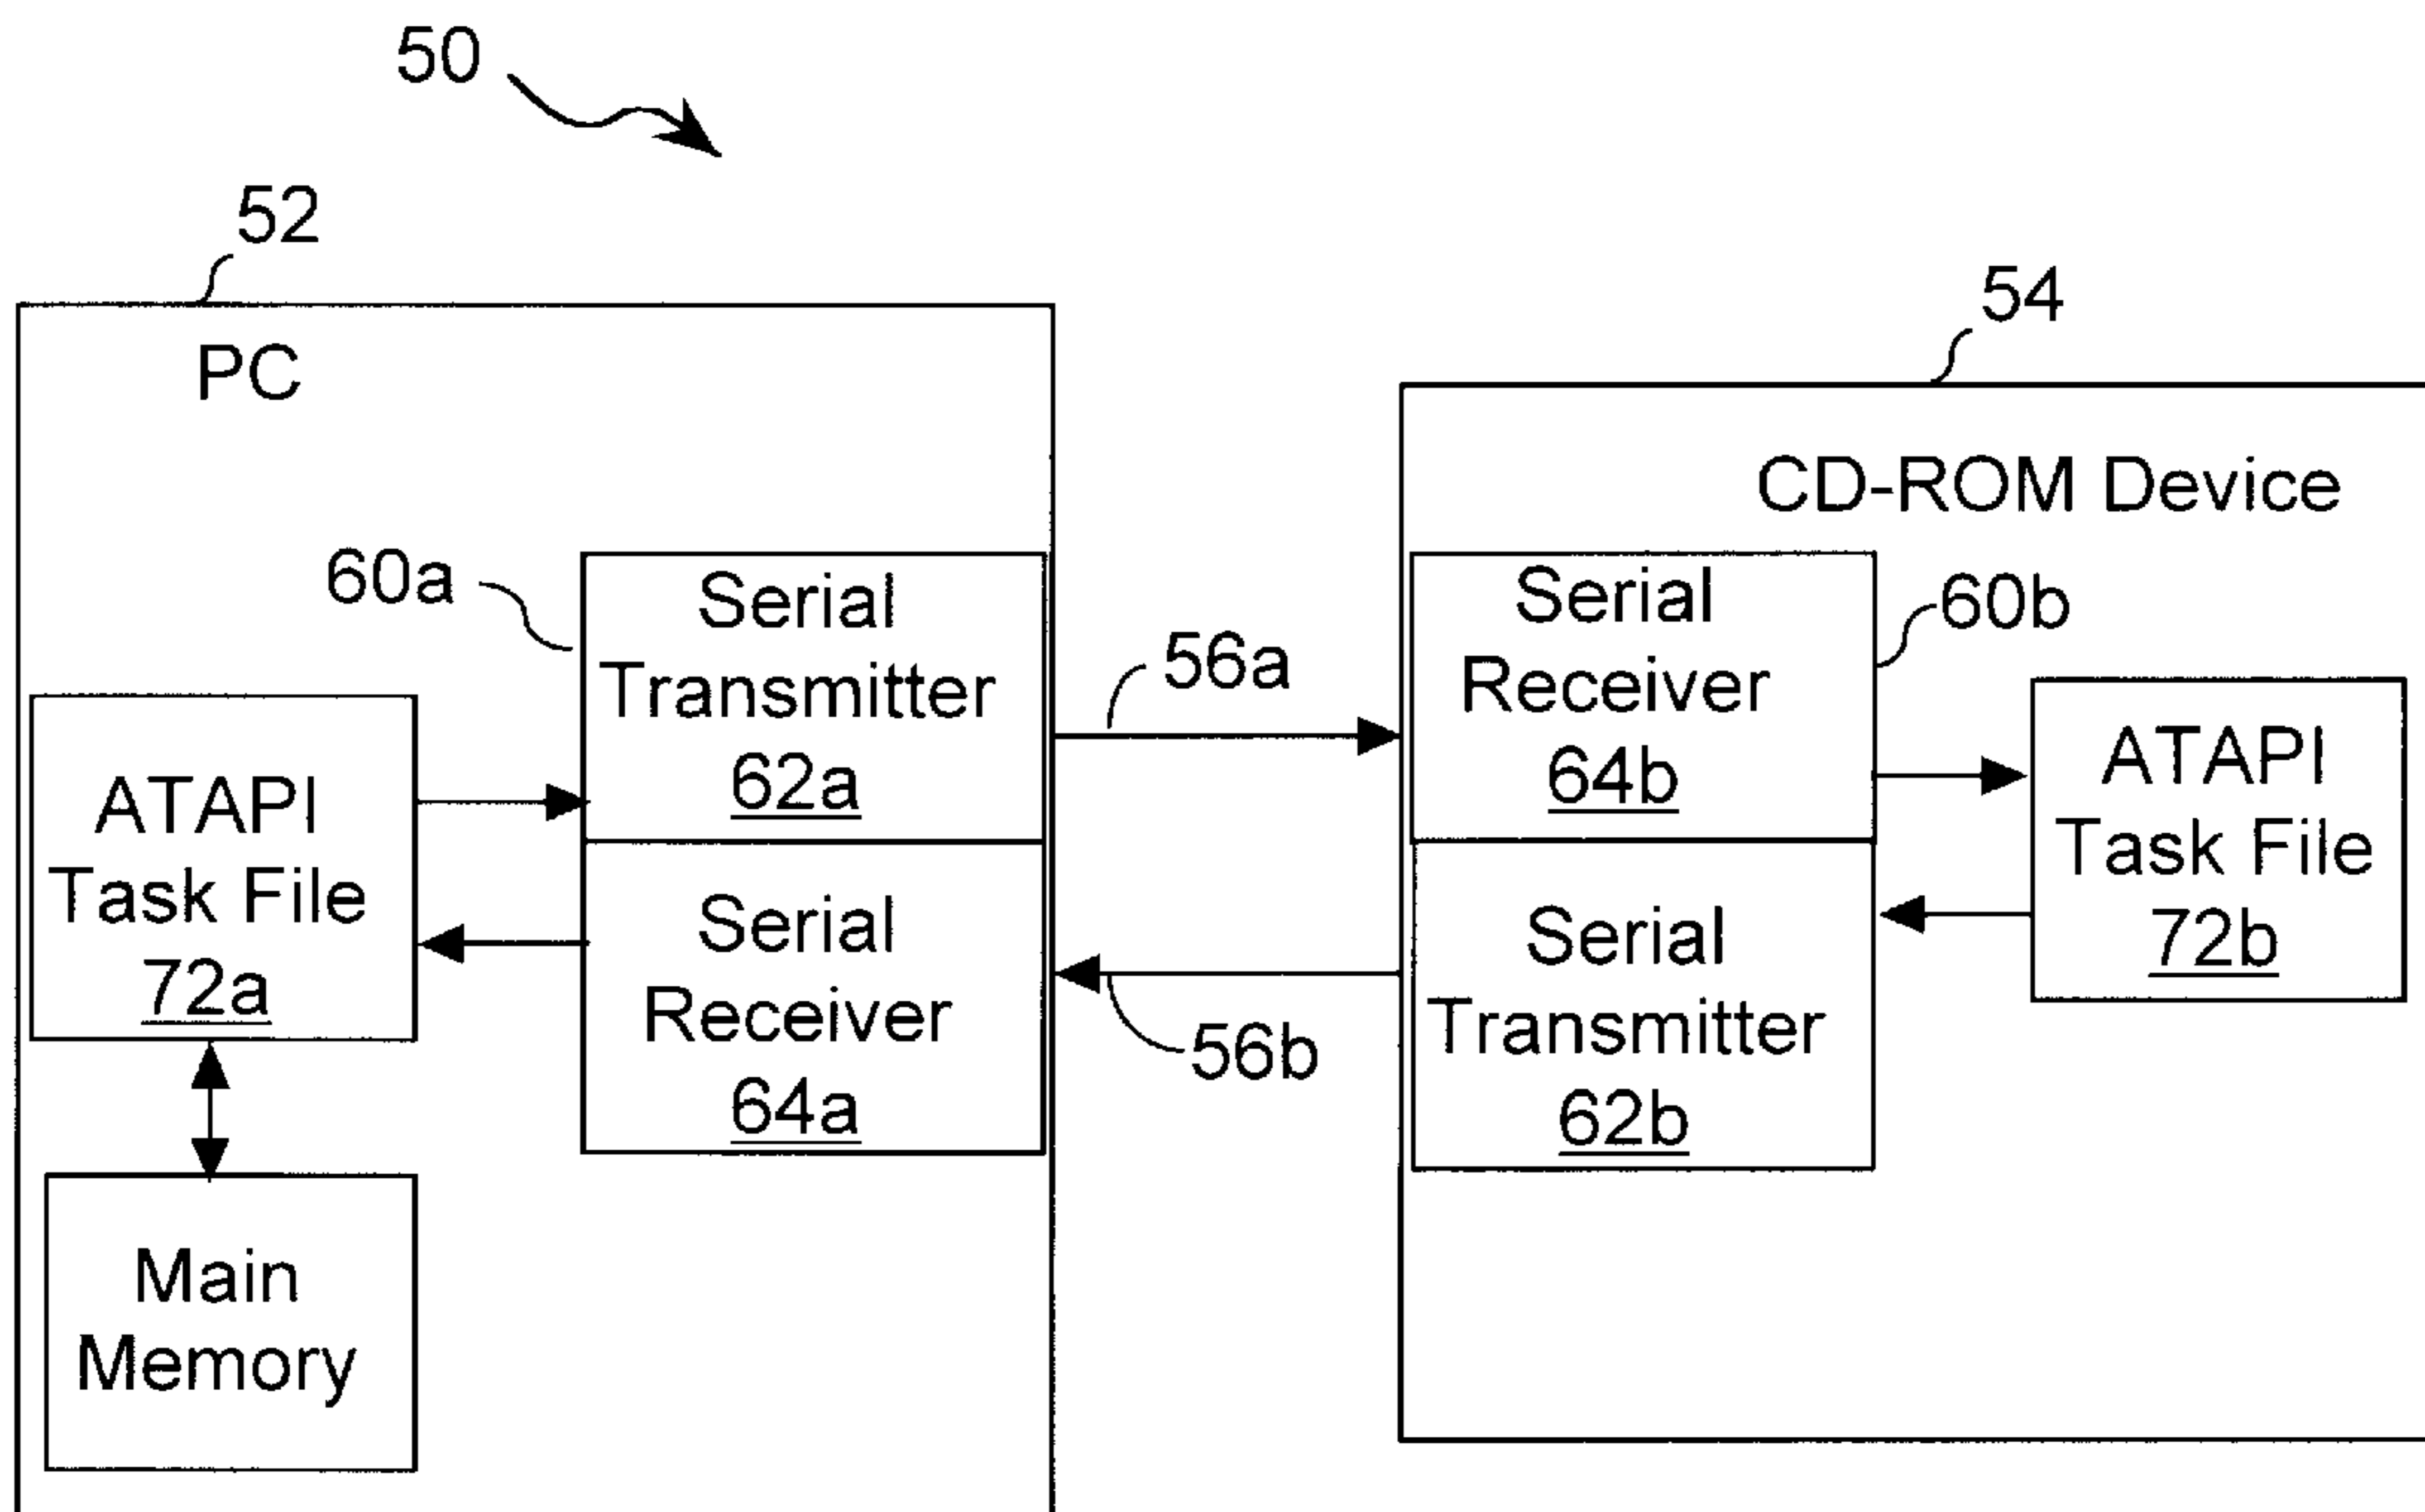 50
52
54
PC
CD-ROM Device
60a
Serial
Transmitter
62a
56a
Serial
Receiver
64b
60b
ATAPI
Task File
72a
ATAPI
Task File
72b
Serial
Receiver
64a
56b
Serial
Transmitter
62b
Main
Memory